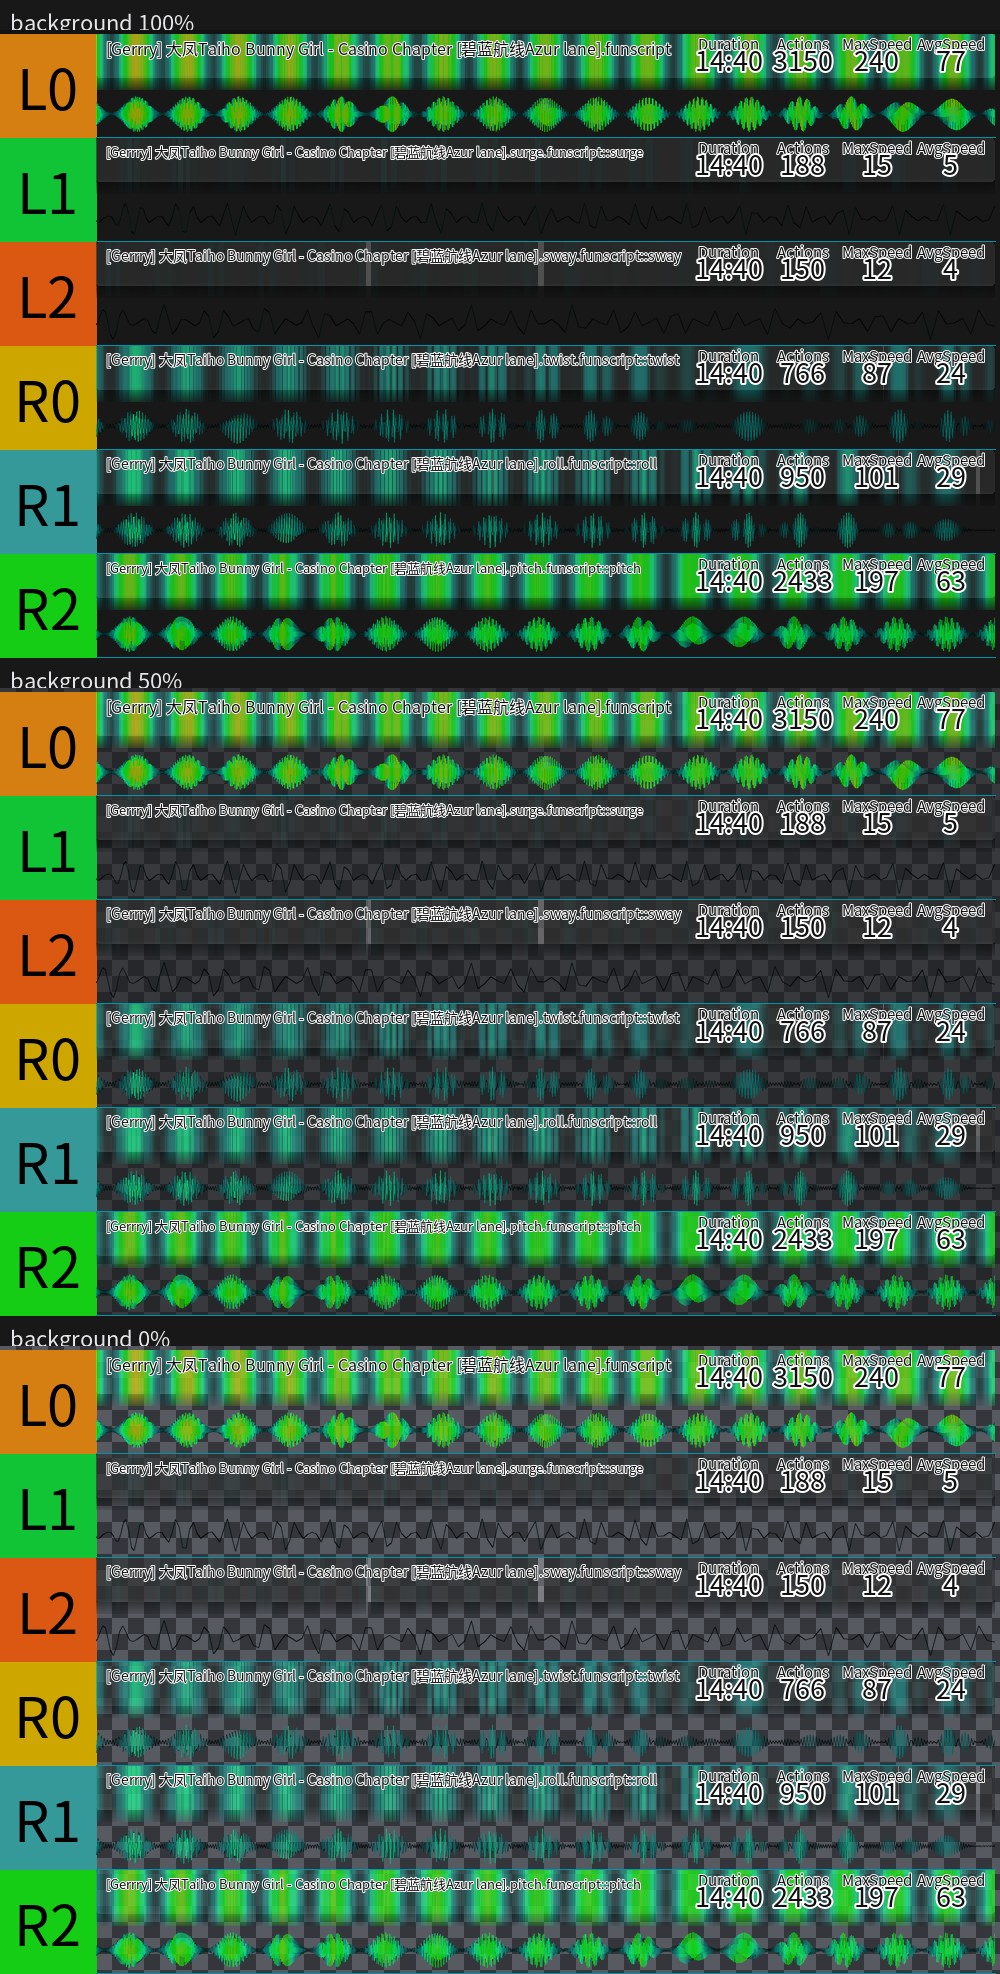 background 100%
L0
[Gerrry] 大凤Taiho Bunny Girl - Casino Chapter [碧蓝航线Azur lane].funscript
Duration Actions MaxSpeed AvgSpeed
14:40 3150 240 77
L1
[Gerrry] 大凤Taiho Bunny Girl - Casino Chapter [碧蓝航线Azur lane].surge.funscript::surge
Duration Actions MaxSpeed AvgSpeed
14:40 188 15 5
L2
[Gerrry] 大凤Taiho Bunny Girl - Casino Chapter [碧蓝航线Azur lane].sway.funscript::sway
Duration Actions MaxSpeed AvgSpeed
14:40 150 12 4
R0
[Gerrry] 大凤Taiho Bunny Girl - Casino Chapter [碧蓝航线Azur lane].twist.funscript::twist
Duration Actions MaxSpeed AvgSpeed
14:40 766 87 24
R1
[Gerrry] 大凤Taiho Bunny Girl - Casino Chapter [碧蓝航线Azur lane].roll.funscript::roll
Duration Actions MaxSpeed AvgSpeed
14:40 950 101 29
R2
[Gerrry] 大凤Taiho Bunny Girl - Casino Chapter [碧蓝航线Azur lane].pitch.funscript::pitch
Duration Actions MaxSpeed AvgSpeed
14:40 2433 197 63
background 50%
L0
[Gerrry] 大凤Taiho Bunny Girl - Casino Chapter [碧蓝航线Azur lane].funscript
Duration Actions MaxSpeed AvgSpeed
14:40 3150 240 77
L1
[Gerrry] 大凤Taiho Bunny Girl - Casino Chapter [碧蓝航线Azur lane].surge.funscript::surge
Duration Actions MaxSpeed AvgSpeed
14:40 188 15 5
L2
[Gerrry] 大凤Taiho Bunny Girl - Casino Chapter [碧蓝航线Azur lane].sway.funscript::sway
Duration Actions MaxSpeed AvgSpeed
14:40 150 12 4
R0
[Gerrry] 大凤Taiho Bunny Girl - Casino Chapter [碧蓝航线Azur lane].twist.funscript::twist
Duration Actions MaxSpeed AvgSpeed
14:40 766 87 24
R1
[Gerrry] 大凤Taiho Bunny Girl - Casino Chapter [碧蓝航线Azur lane].roll.funscript::roll
Duration Actions MaxSpeed AvgSpeed
14:40 950 101 29
R2
[Gerrry] 大凤Taiho Bunny Girl - Casino Chapter [碧蓝航线Azur lane].pitch.funscript::pitch
Duration Actions MaxSpeed AvgSpeed
14:40 2433 197 63
background 0%
L0
[Gerrry] 大凤Taiho Bunny Girl - Casino Chapter [碧蓝航线Azur lane].funscript
Duration Actions MaxSpeed AvgSpeed
14:40 3150 240 77
L1
[Gerrry] 大凤Taiho Bunny Girl - Casino Chapter [碧蓝航线Azur lane].surge.funscript::surge
Duration Actions MaxSpeed AvgSpeed
14:40 188 15 5
L2
[Gerrry] 大凤Taiho Bunny Girl - Casino Chapter [碧蓝航线Azur lane].sway.funscript::sway
Duration Actions MaxSpeed AvgSpeed
14:40 150 12 4
R0
[Gerrry] 大凤Taiho Bunny Girl - Casino Chapter [碧蓝航线Azur lane].twist.funscript::twist
Duration Actions MaxSpeed AvgSpeed
14:40 766 87 24
R1
[Gerrry] 大凤Taiho Bunny Girl - Casino Chapter [碧蓝航线Azur lane].roll.funscript::roll
Duration Actions MaxSpeed AvgSpeed
14:40 950 101 29
R2
[Gerrry] 大凤Taiho Bunny Girl - Casino Chapter [碧蓝航线Azur lane].pitch.funscript::pitch
Duration Actions MaxSpeed AvgSpeed
14:40 2433 197 63